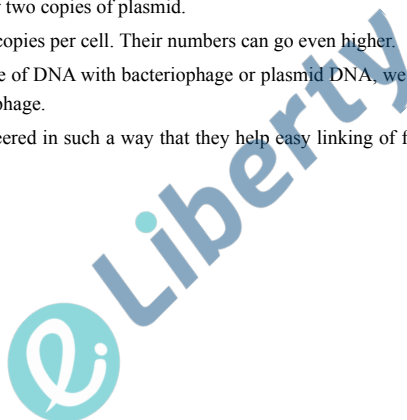 two copies of plasmid.
copies per cell. Their numbers can go even higher.
e of DNA with bacteriophage or plasmid DNA, we
phage.
eered in such a way that they help easy linking of f
Liberty